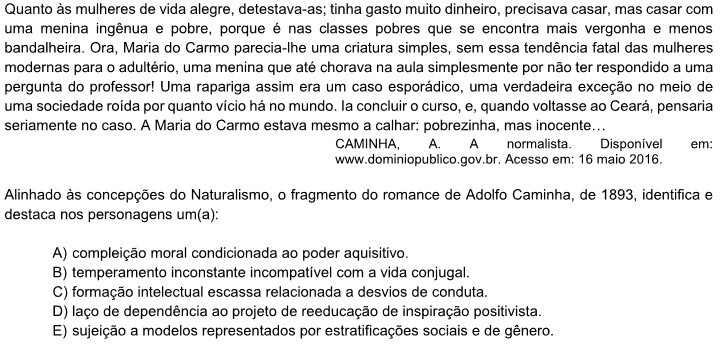 Quanto às mulheres de vida alegre, detestava-as; tinha gasto muito dinheiro, precisava casar, mas casar com
uma menina ingênua e pobre, porque é nas classes pobres que se encontra mais vergonha e menos
bandalheira. Ora, Maria do Carmo parecia-lhe uma criatura simples, sem essa tendência fatal das mulheres
modernas para o adultério, uma menina que até chorava na aula simplesmente por não ter respondido a uma
pergunta do professor! Uma rapariga assim era um caso esporádico, uma verdadeira exceção no meio de
uma sociedade roída por quanto vício há no mundo. Ia concluir o curso, e, quando voltasse ao Ceará, pensaria
seriamente no caso. A Maria do Carmo estava mesmo a calhar: pobrezinha, mas inocente…
CAMINHA, A. A normalista. Disponível em:
www.dominiopublico.gov.br. Acesso em: 16 maio 2016.
Alinhado às concepções do Naturalismo, o fragmento do romance de Adolfo Caminha, de 1893, identifica e
destaca nos personagens um(a):
A) compleição moral condicionada ao poder aquisitivo.
B) temperamento inconstante incompatível com a vida conjugal.
C) formação intelectual escassa relacionada a desvios de conduta.
D) laço de dependência ao projeto de reeducação de inspiração positivista.
E) sujeição a modelos representados por estratificações sociais e de gênero.